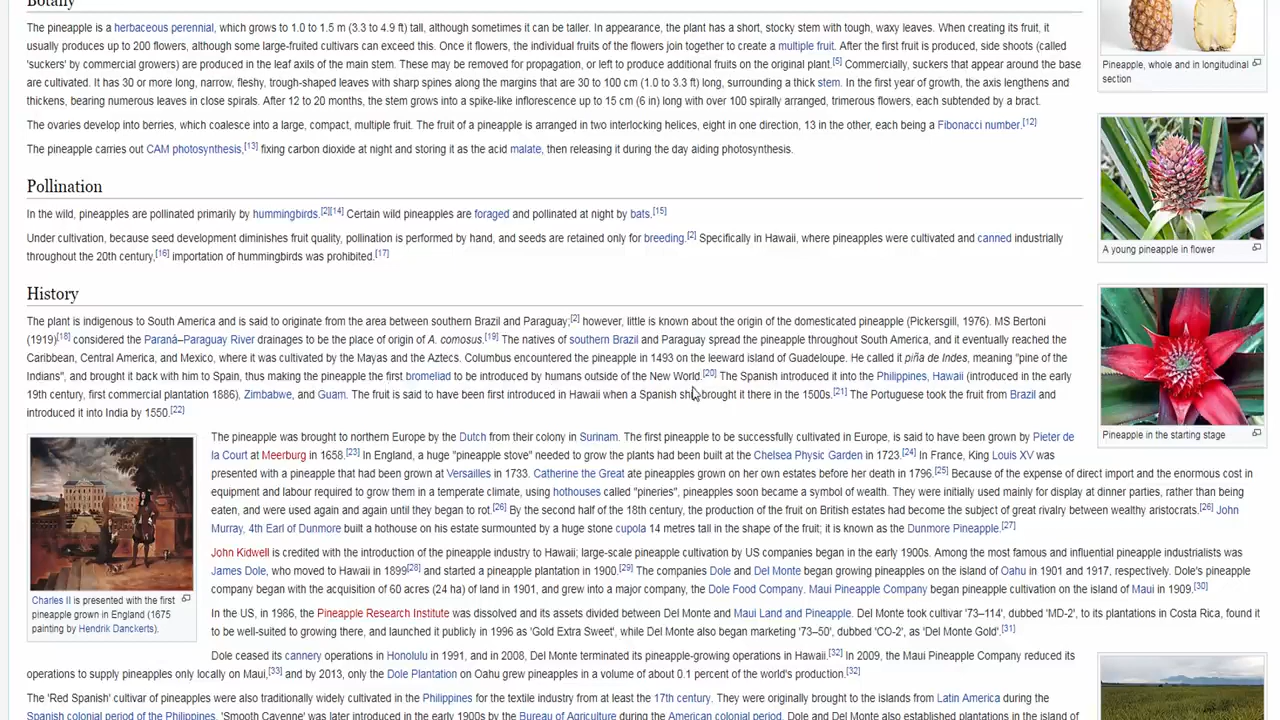 Botany
The pineapple is a herbaceous perennial, which grows to 1.0 to 1.5 m (3.3 to 4.9 ft) tall, although sometimes it can be taller. In appearance, the plant has a short, stocky stem with tough, waxy leaves. When creating its fruit, it
usually produces up to 200 flowers, although some large-fruited cultivars can exceed this. Once it flowers, the individual fruits of the flowers join together to create a multiple fruit. After the first fruit is produced, side shoots (called
'suckers' by commercial growers) are produced in the leaf axils of the main stem. These may be removed for propagation, or left to produce additional fruits on the original plant.[5] Commercially, suckers that appear around the base
are cultivated. It has 30 or more long, narrow, fleshy, trough-shaped leaves with sharp spines along the margins that are 30 to 100 cm (1.0 to 3.3 ft) long, surrounding a thick stem. In the first year of growth, the axis lengthens and
thickens, bearing numerous leaves in close spirals. After 12 to 20 months, the stem grows into a spike-like inflorescence up to 15 cm (6 in) long with over 100 spirally arranged, trimerous flowers, each subtended by a bract.
The ovaries develop into berries, which coalesce into a large, compact, multiple fruit. The fruit of a pineapple is arranged in two interlocking helices, eight in one direction, 13 in the other, each being a Fibonacci number.[12]
The pineapple carries out CAM photosynthesis,[13] fixing carbon dioxide at night and storing it as the acid malate, then releasing it during the day aiding photosynthesis.
Pollination
In the wild, pineapples are pollinated primarily by hummingbirds.[2][14] Certain wild pineapples are foraged and pollinated at night by bats.[15]
Under cultivation, because seed development diminishes fruit quality, pollination is performed by hand, and seeds are retained only for breeding.[2] Specifically in Hawaii, where pineapples were cultivated and canned industrially
throughout the 20th century,[16] importation of hummingbirds was prohibited.[17]
History
The plant is indigenous to South America and is said to originate from the area between southern Brazil and Paraguay;[2] however, little is known about the origin of the domesticated pineapple (Pickersgill, 1976). MS Bertoni
(1919)[18] considered the Paraná–Paraguay River drainages to be the place of origin of A. comosus.[19] The natives of southern Brazil and Paraguay spread the pineapple throughout South America, and it eventually reached the
Caribbean, Central America, and Mexico, where it was cultivated by the Mayas and the Aztecs. Columbus encountered the pineapple in 1493 on the leeward island of Guadeloupe. He called it piña de Indes, meaning "pine of the
Indians", and brought it back with him to Spain, thus making the pineapple the first bromeliad to be introduced by humans outside of the New World.[20] The Spanish introduced it into the Philippines, Hawaii (introduced in the early
19th century, first commercial plantation 1886), Zimbabwe, and Guam. The fruit is said to have been first introduced in Hawaii when a Spanish ship brought it there in the 1500s.[21] The Portuguese took the fruit from Brazil and
introduced it into India by 1550.[22]
The pineapple was brought to northern Europe by the Dutch from their colony in Surinam. The first pineapple to be successfully cultivated in Europe, is said to have been grown by Pieter de
la Court at Meerburg in 1658.[23] In England, a huge "pineapple stove" needed to grow the plants had been built at the Chelsea Physic Garden in 1723.[24] In France, King Louis XV was
presented with a pineapple that had been grown at Versailles in 1733. Catherine the Great ate pineapples grown on her own estates before her death in 1796.[25] Because of the expense of direct import and the enormous cost in
equipment and labour required to grow them in a temperate climate, using hothouses called "pineries", pineapples soon became a symbol of wealth. They were initially used mainly for display at dinner parties, rather than being
eaten, and were used again and again until they began to rot.[26] By the second half of the 18th century, the production of the fruit on British estates had become the subject of great rivalry between wealthy aristocrats.[26] John
Murray, 4th Earl of Dunmore built a hothouse on his estate surmounted by a huge stone cupola 14 metres tall in the shape of the fruit; it is known as the Dunmore Pineapple.[27]
John Kidwell is credited with the introduction of the pineapple industry to Hawaii; large-scale pineapple cultivation by US companies began in the early 1900s. Among the most famous and influential pineapple industrialists was
James Dole, who moved to Hawaii in 1899[28] and started a pineapple plantation in 1900.[29] The companies Dole and Del Monte began growing pineapples on the island of Oahu in 1901 and 1917, respectively. Dole's pineapple
company began with the acquisition of 60 acres (24 ha) of land in 1901, and grew into a major company, the Dole Food Company. Maui Pineapple Company began pineapple cultivation on the island of Maui in 1909.[30]
In the US, in 1986, the Pineapple Research Institute was dissolved and its assets divided between Del Monte and Maui Land and Pineapple. Del Monte took cultivar '73–114', dubbed 'MD-2', to its plantations in Costa Rica, found it
to be well-suited to growing there, and launched it publicly in 1996 as 'Gold Extra Sweet', while Del Monte also began marketing '73–50', dubbed 'CO-2', as 'Del Monte Gold'.[31]
Dole ceased its cannery operations in Honolulu in 1991, and in 2008, Del Monte terminated its pineapple-growing operations in Hawaii.[32] In 2009, the Maui Pineapple Company reduced its
operations to supply pineapples only locally on Maui,[33] and by 2013, only the Dole Plantation on Oahu grew pineapples in a volume of about 0.1 percent of the world's production.[32]
The 'Red Spanish' cultivar of pineapples were also traditionally widely cultivated in the Philippines for the textile industry from at least the 17th century. They were originally brought to the islands from Latin America during the
Spanish colonial period of the Philippines. 'Smooth Cayenne' was later introduced in the early 1900s by the Bureau of Agriculture during the American colonial period. Dole and Del Monte also established plantations in the island of
Charles II is presented with the first
pineapple grown in England (1675
painting by Hendrik Danckerts).
Pineapple, whole and in longitudinal
section
A young pineapple in flower
Pineapple in the starting stage